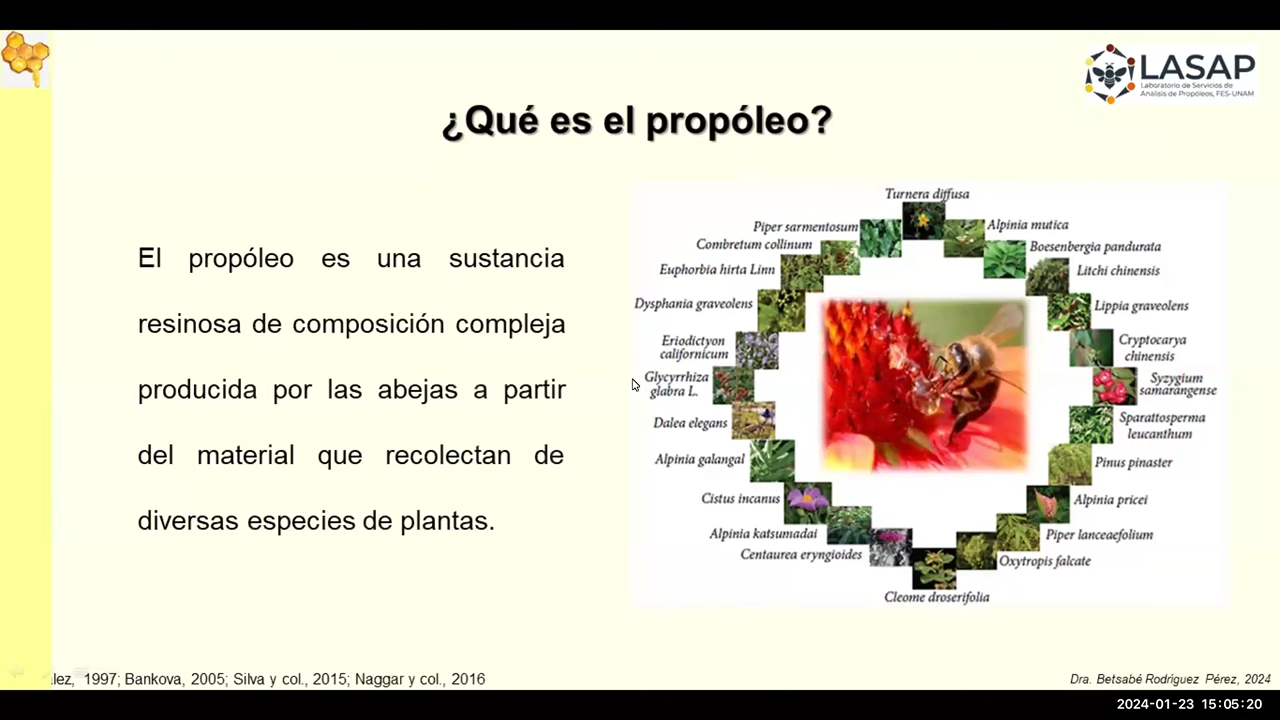 LASAP
Laboratorio de Servicios de
Análisis de Propóleos, FES-UNAM
¿Qué es el propóleo?
El propóleo es una sustancia
resinosa de composición compleja
producida por las abejas a partir
del material que recolectan de
diversas especies de plantas.
Turnera diffusa
Piper sarmentosum
Alpinia mutica
Combretum collinum
Boesenbergia pandurata
Euphorbia hirta Linn
Litchi chinensis
Dysphania graveolens
Lippia graveolens
Eriodictyon
californicum
Cryptocarya
chinensis
Glycyrrhiza
glabra L.
Syzygium
samarangense
Dalea elegans
Sparattosperma
leucanthum
Alpinia galangal
Pinus pinaster
Cistus incanus
Alpinia pricei
Alpinia katsumadai
Piper lanceaefolium
Centaurea eryngioides
Oxytropis falcate
Cleome droserifolia
lez, 1997; Bankova, 2005; Silva y col., 2015; Naggar y col., 2016
Dra. Betsabé Rodríguez Pérez, 2024
2024-01-23 15:05:20